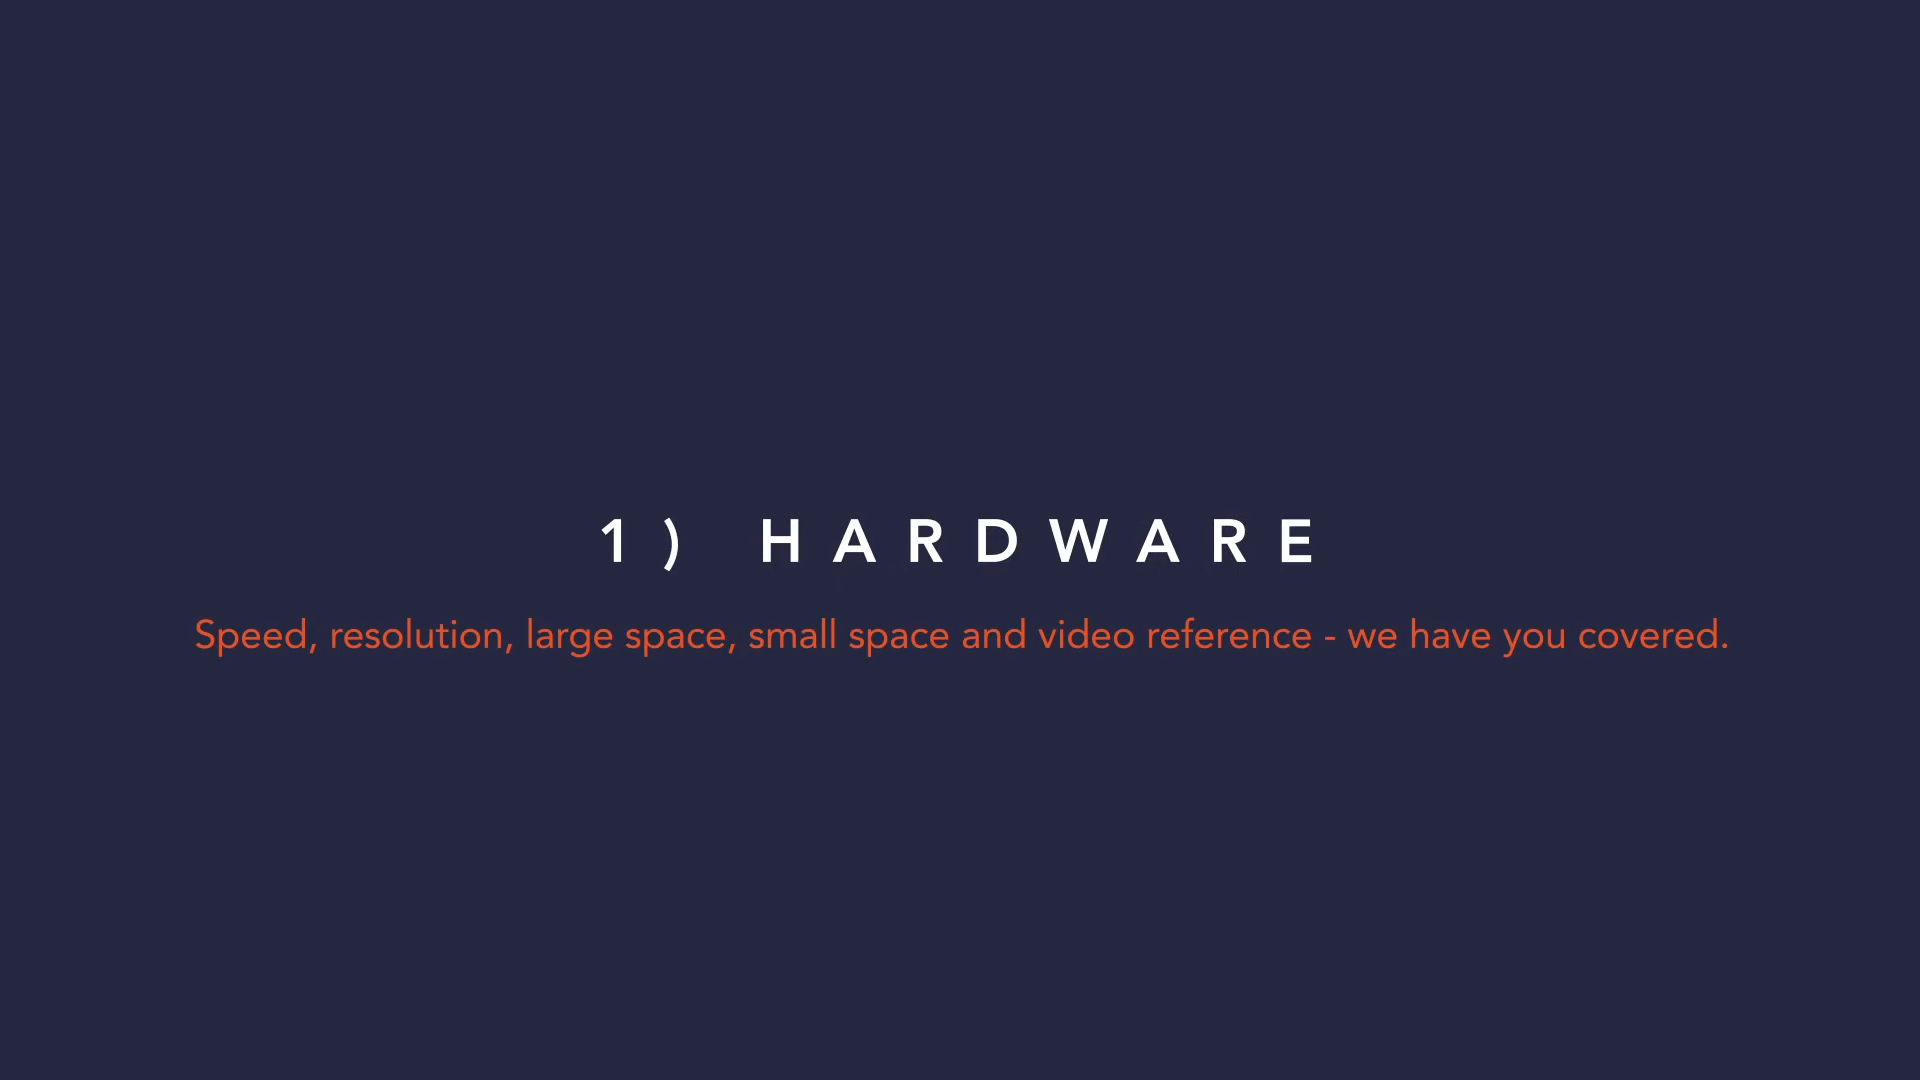 1) HARDWARE
Speed, resolution, large space, small space and video reference - we have you covered.